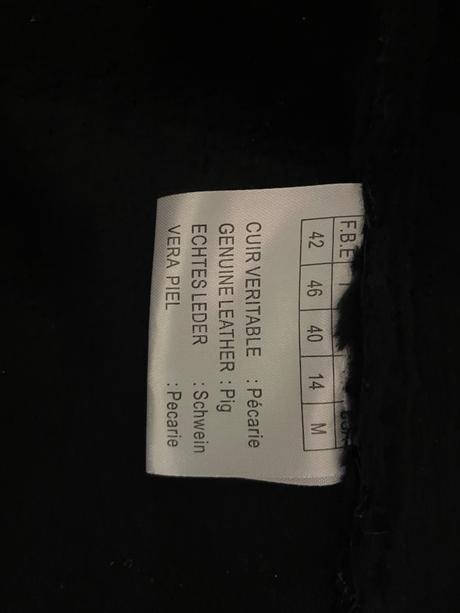 F.B.E
42 46 40 14 M
CUIR VERITABLE : Pécarie
GENUINE LEATHER : Pig
ECHTES LEDER : Schwein
VERA PIEL : Pecarie